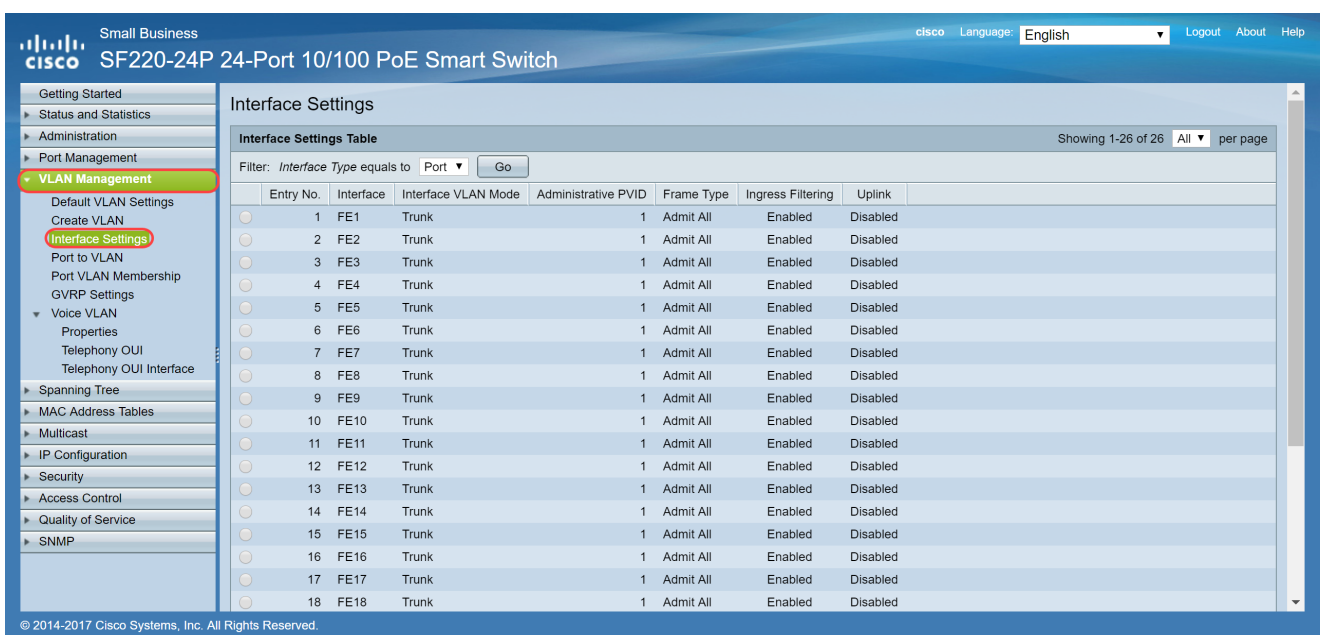 Small Business
cisco Language: English Logout About Help
CISCO SF220-24P 24-Port 10/100 PoE Smart Switch
Getting Started
Status and Statistics
Administration
Port Management
VLAN Management
Default VLAN Settings
Create VLAN
Interface Settings
Port to VLAN
Port VLAN Membership
GVRP Settings
Voice VLAN
Properties
Telephony OUI
Telephony OUI Interface
Spanning Tree
MAC Address Tables
Multicast
IP Configuration
Security
Access Control
Quality of Service
SNMP
Interface Settings
Interface Settings Table Showing 1-26 of 26 All per page
Filter: Interface Type equals to Port Go
Entry No. Interface Interface VLAN Mode Administrative PVID Frame Type Ingress Filtering Uplink
1 FE1 Trunk 1 Admit All Enabled Disabled
2 FE2 Trunk 1 Admit All Enabled Disabled
3 FE3 Trunk 1 Admit All Enabled Disabled
4 FE4 Trunk 1 Admit All Enabled Disabled
5 FE5 Trunk 1 Admit All Enabled Disabled
6 FE6 Trunk 1 Admit All Enabled Disabled
7 FE7 Trunk 1 Admit All Enabled Disabled
8 FE8 Trunk 1 Admit All Enabled Disabled
9 FE9 Trunk 1 Admit All Enabled Disabled
10 FE10 Trunk 1 Admit All Enabled Disabled
11 FE11 Trunk 1 Admit All Enabled Disabled
12 FE12 Trunk 1 Admit All Enabled Disabled
13 FE13 Trunk 1 Admit All Enabled Disabled
14 FE14 Trunk 1 Admit All Enabled Disabled
15 FE15 Trunk 1 Admit All Enabled Disabled
16 FE16 Trunk 1 Admit All Enabled Disabled
17 FE17 Trunk 1 Admit All Enabled Disabled
18 FE18 Trunk 1 Admit All Enabled Disabled
© 2014-2017 Cisco Systems, Inc. All Rights Reserved.